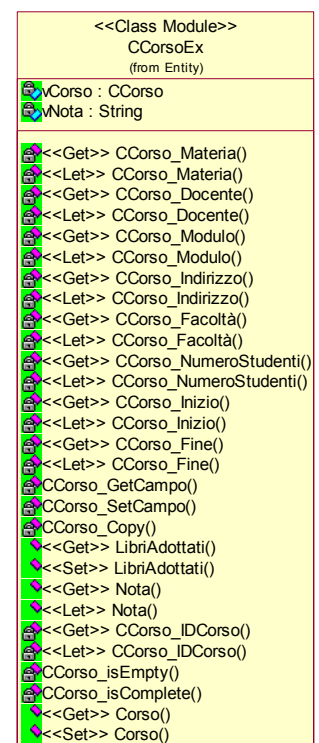 <<Class Module>>
CCorsoEx
(from Entity)
vCorso : CCorso
vNota : String
<<Get>> CCorso_Materia()
<<Let>> CCorso_Materia()
<<Get>> CCorso_Docente()
<<Let>> CCorso_Docente()
<<Get>> CCorso_Modulo()
<<Let>> CCorso_Modulo()
<<Get>> CCorso_Indirizzo()
<<Let>> CCorso_Indirizzo()
<<Get>> CCorso_Facoltà()
<<Let>> CCorso_Facoltà()
<<Get>> CCorso_NumeroStudenti()
<<Let>> CCorso_NumeroStudenti()
<<Get>> CCorso_Inizio()
<<Let>> CCorso_Inizio()
<<Get>> CCorso_Fine()
<<Let>> CCorso_Fine()
CCorso_GetCampo()
CCorso_SetCampo()
CCorso_Copy()
<<Get>> LibriAdottati()
<<Set>> LibriAdottati()
<<Get>> Nota()
<<Let>> Nota()
<<Get>> CCorso_IDCorso()
<<Let>> CCorso_IDCorso()
CCorso_isEmpty()
CCorso_isComplete()
<<Get>> Corso()
<<Set>> Corso()